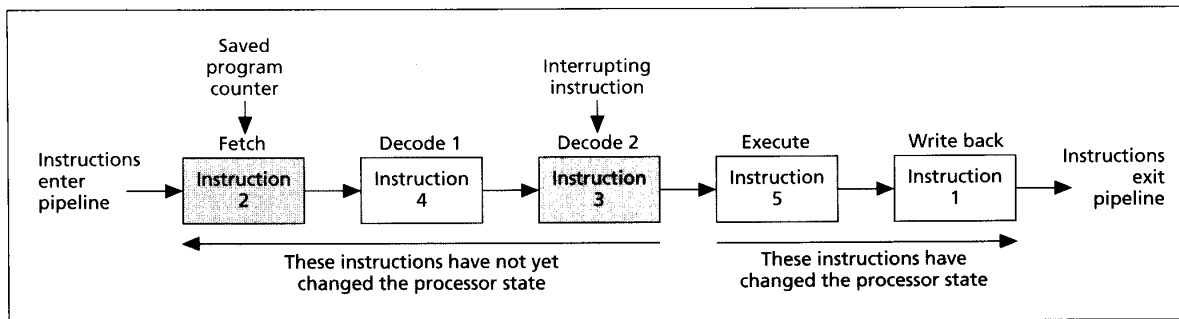 Saved
program
counter
Interrupting
instruction
Fetch
Decode 1
Decode 2
Execute
Write back
Instructions
enter
pipeline
Instruction
2
Instruction
4
Instruction
3
Instruction
5
Instruction
1
Instructions
exit
pipeline
These instructions have not yet
changed the processor state
These instructions have
changed the processor state